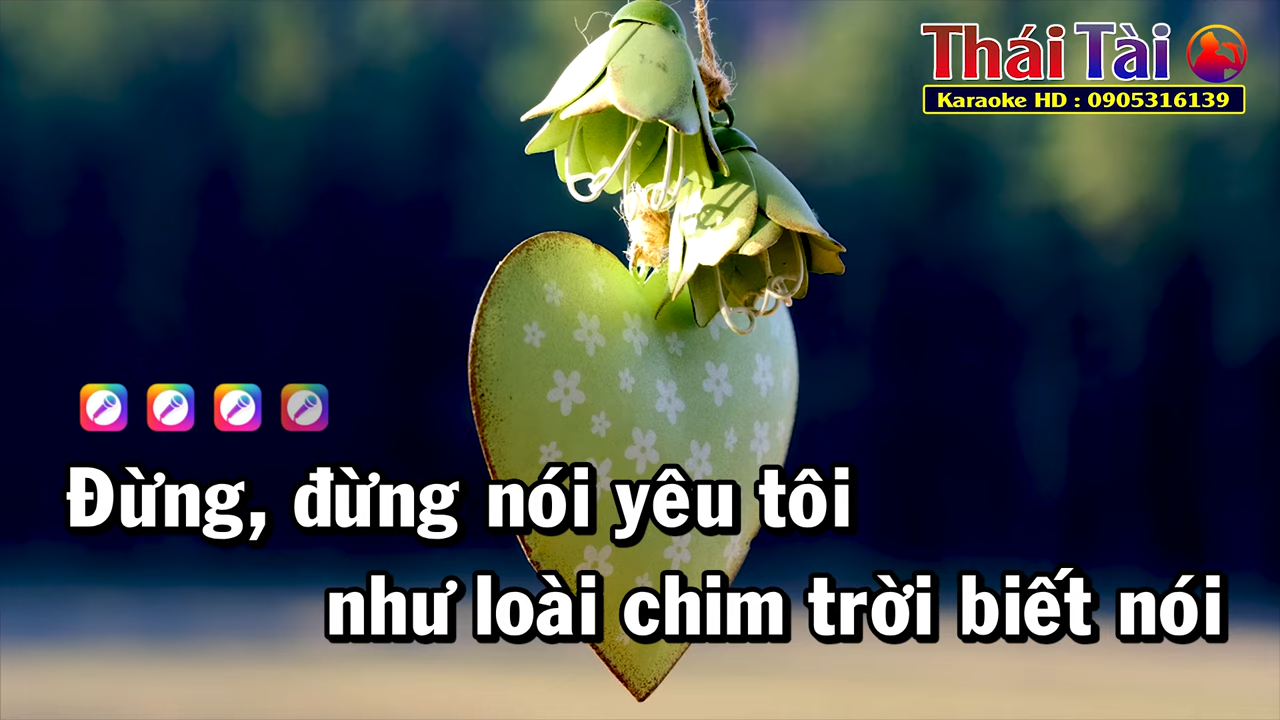 Thái Tài
Karaoke HD : 0905316139
Đừng, đừng nói yêu tôi
như loài chim trời biết nói